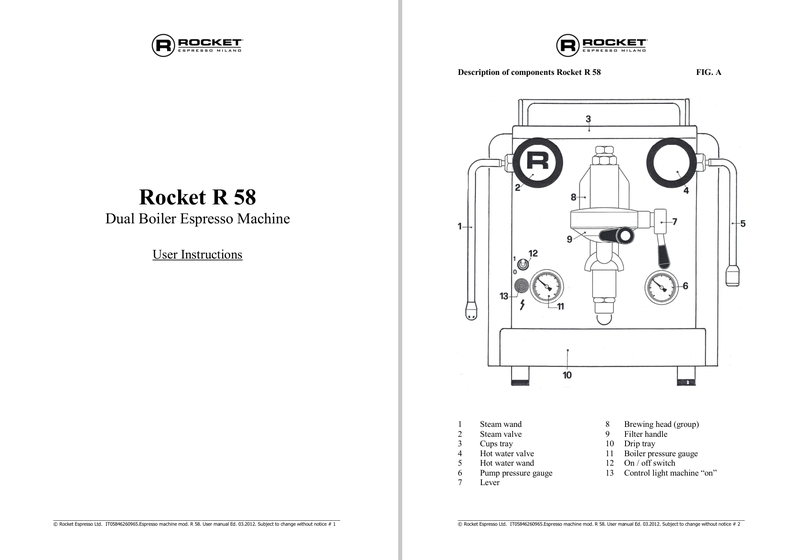 R ROCKET
ESPRESSO MILANO
Rocket R 58
Dual Boiler Espresso Machine
User Instructions
© Rocket Espresso Ltd. IT05846260965.Espresso machine mod. R 58. User manual Ed. 03.2012. Subject to change without notice # 1
R ROCKET
ESPRESSO MILANO
Description of components Rocket R 58 FIG. A
3
R
2
4
8
1
7
5
9
12
1
0
6
13
11
10
1 Steam wand
2 Steam valve
3 Cups tray
4 Hot water valve
5 Hot water wand
6 Pump pressure gauge
7 Lever
8 Brewing head (group)
9 Filter handle
10 Drip tray
11 Boiler pressure gauge
12 On / off switch
13 Control light machine “on”
© Rocket Espresso Ltd. IT05846260965.Espresso machine mod. R 58. User manual Ed. 03.2012. Subject to change without notice # 2